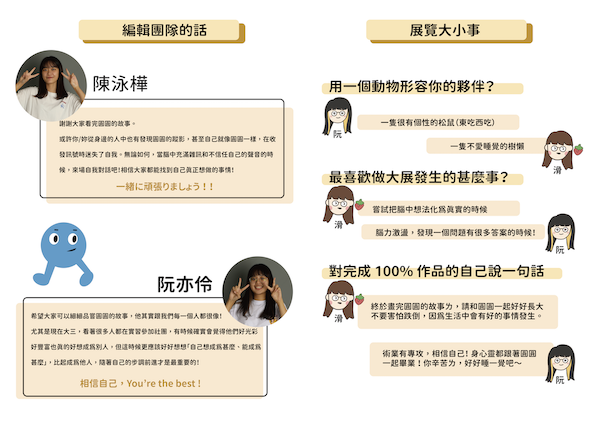 編輯團隊的話
陳泳樺
謝謝大家看完圓圓的故事。
或許你/妳從身邊的人中也有發現圓圓的蹤影，甚至自己就像圓圓一樣，在收
發訊號時迷失了自我。無論如何，當腦中充滿雜訊和不信任自己的聲音的時
候，來場自我對話吧！相信大家都能找到自己真正想做的事情！
一緒に頑張りましょう！！
阮亦伶
希望大家可以細細品嘗圓圓的故事，他其實跟我們每一個人都很像！
尤其是現在大三，看著很多人都在實習參加社團，有時候確實會覺得他們好光彩
好豐富也真的好想成為別人，但這時候更應該好好想想「自己想成為甚麼、能成為
甚麼」，比起成為他人，隨著自己的步調前進才是最重要的！
相信自己，You're the best !
展覽大小事
用一個動物形容你的夥伴？
阮
一隻很有個性的松鼠（東吃西吃）
一隻不愛睡覺的樹懶
滑
最喜歡做大展發生的甚麼事？
滑
嘗試把腦中想法化為真實的時候
腦力激盪，發現一個問題有很多答案的時候！
阮
對完成 100% 作品的自己說一句話
滑
終於畫完圓圓的故事为，請和圓圓一起好好長大
不要害怕跌倒，因為生活中會有好的事情發生。
術業有專攻，相信自己！身心靈都跟著圓圓
一起畢業！你辛苦为，好好睡一覺吧～
阮